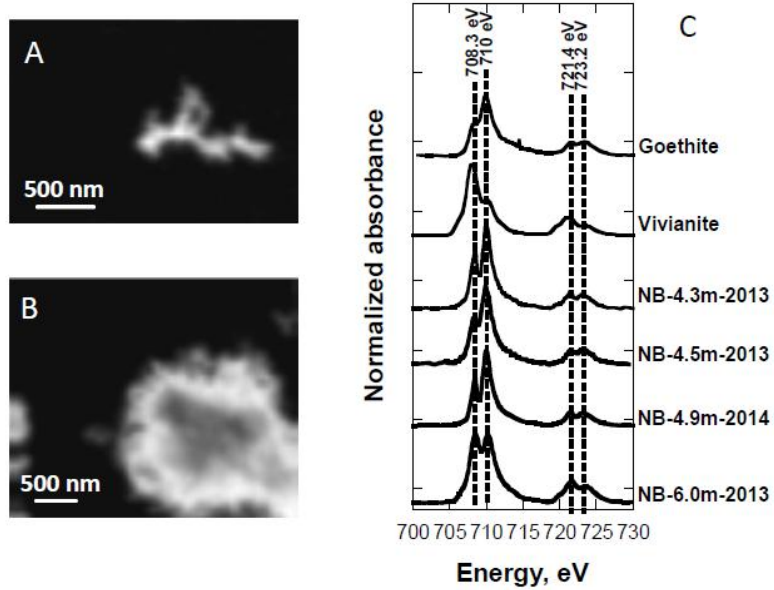 A
500 nm
B
500 nm
C
708.3 eV
710 eV
721.4 eV
723.2 eV
Normalized absorbance
Goethite
Vivianite
NB-4.3m-2013
NB-4.5m-2013
NB-4.9m-2014
NB-6.0m-2013
700 705 710 715 720 725 730
Energy, eV